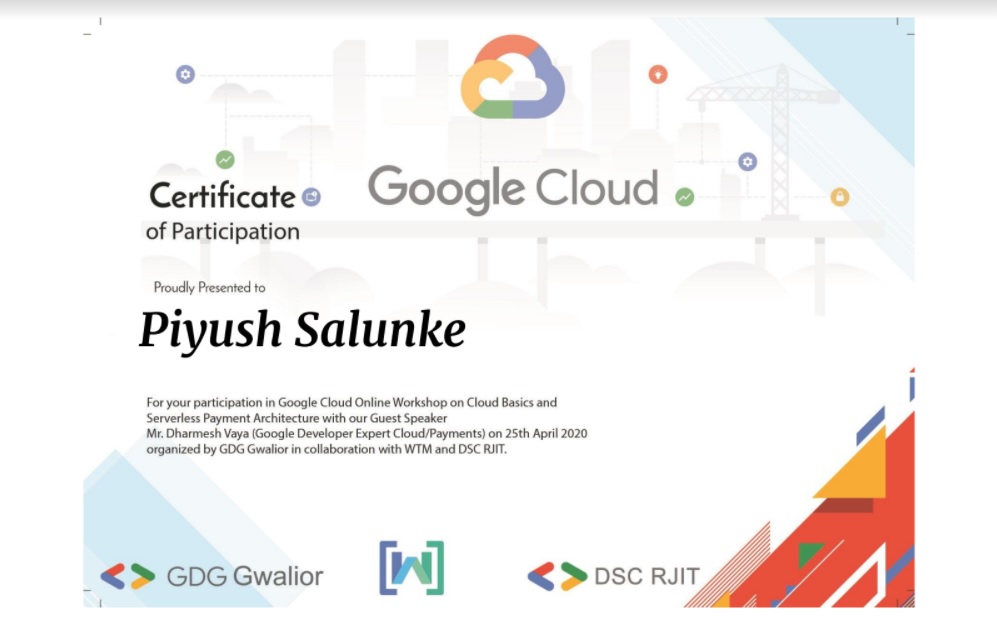 Google Cloud
Certificate
of Participation
Proudly Presented to
Piyush Salunke
For your participation in Google Cloud Online Workshop on Cloud Basics and
Serverless Payment Architecture with our Guest Speaker
Mr. Dharmesh Vaya (Google Developer Expert Cloud/Payments) on 25th April 2020
organized by GDG Gwalior in collaboration with WTM and DSC RJIT.
GDG Gwalior
[W]
DSC RJIT